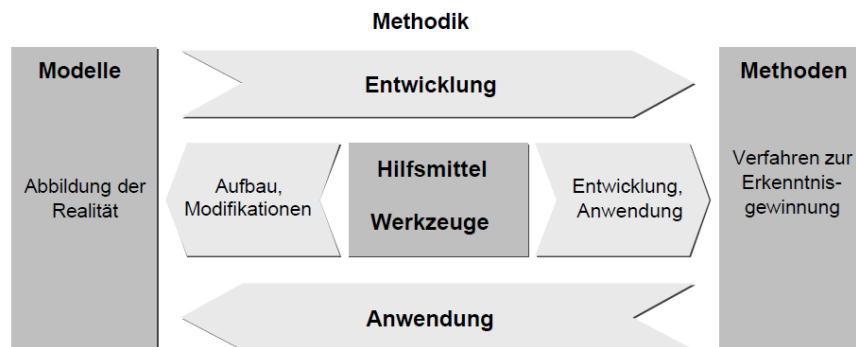 Methodik
Modelle
Abbildung der
Realität
Entwicklung
Aufbau,
Modifikationen
Hilfsmittel
Werkzeuge
Entwicklung,
Anwendung
Anwendung
Methoden
Verfahren zur
Erkenntnis-
gewinnung